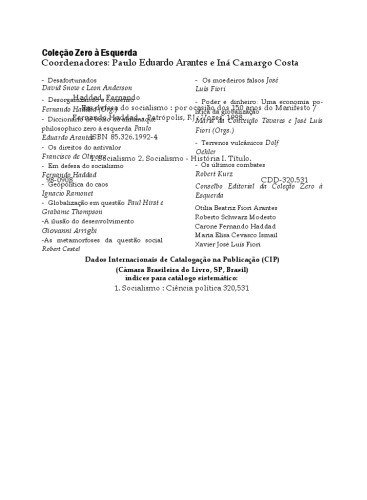 Coleção Zero à Esquerda
Coordenadores: Paulo Eduardo Arantes e Iná Camargo Costa
- Desafortunados
David Snow e Leon Anderson
- Desorganizando o consenso
Fernando Haddad (Org.)
- Diccionario de bolso do almanaque
philosophico zero à esquerda Paulo
Eduardo Arantes
- Os direitos do antivalor
Francisco de Oliveira
- Em defesa do socialismo
Fernando Haddad
- Geopolítica do caos
Ignacio Ramonet
- Globalização em questão Paul Hirst e
Grahame Thompson
-A ilusão do desenvolvimento
Giovanni Arrighi
-As metamorfoses da questão social
Robert Castel
- Os moedeiros falsos José
Luís Fiori
- Poder e dinheiro: Uma economia po-
lítica da globalização
Maria da Conceição Tavares e José Luís
Fiori (Orgs.)
- Terrenos vulcânicos Dolf
Oehler
- Os últimos combates
Robert Kurz
Conselho Editorial da Coleção Zero à
Esquerda
Otília Beatriz Fiori Arantes
Roberto Schwarz Modesto
Carone Fernando Haddad
Maria Elisa Cevasco Ismail
Xavier José Luís Fiori
Haddad, Fernando
Em defesa do socialismo : por ocasião dos 150 anos do Manifesto /
Fernando Haddad. - Petrópolis, RJ : Vozes, 1998.
ISBN 85.326.1992-4
1. Socialismo 2. Socialismo - História I. Título.
98-0908 CDD-320.531
Dados Internacionais de Catalogação na Publicação (CIP)
(Câmara Brasileira do Livro, SP, Brasil)
índices para catálogo sistemático:
1. Socialismo : Ciência política 320,531